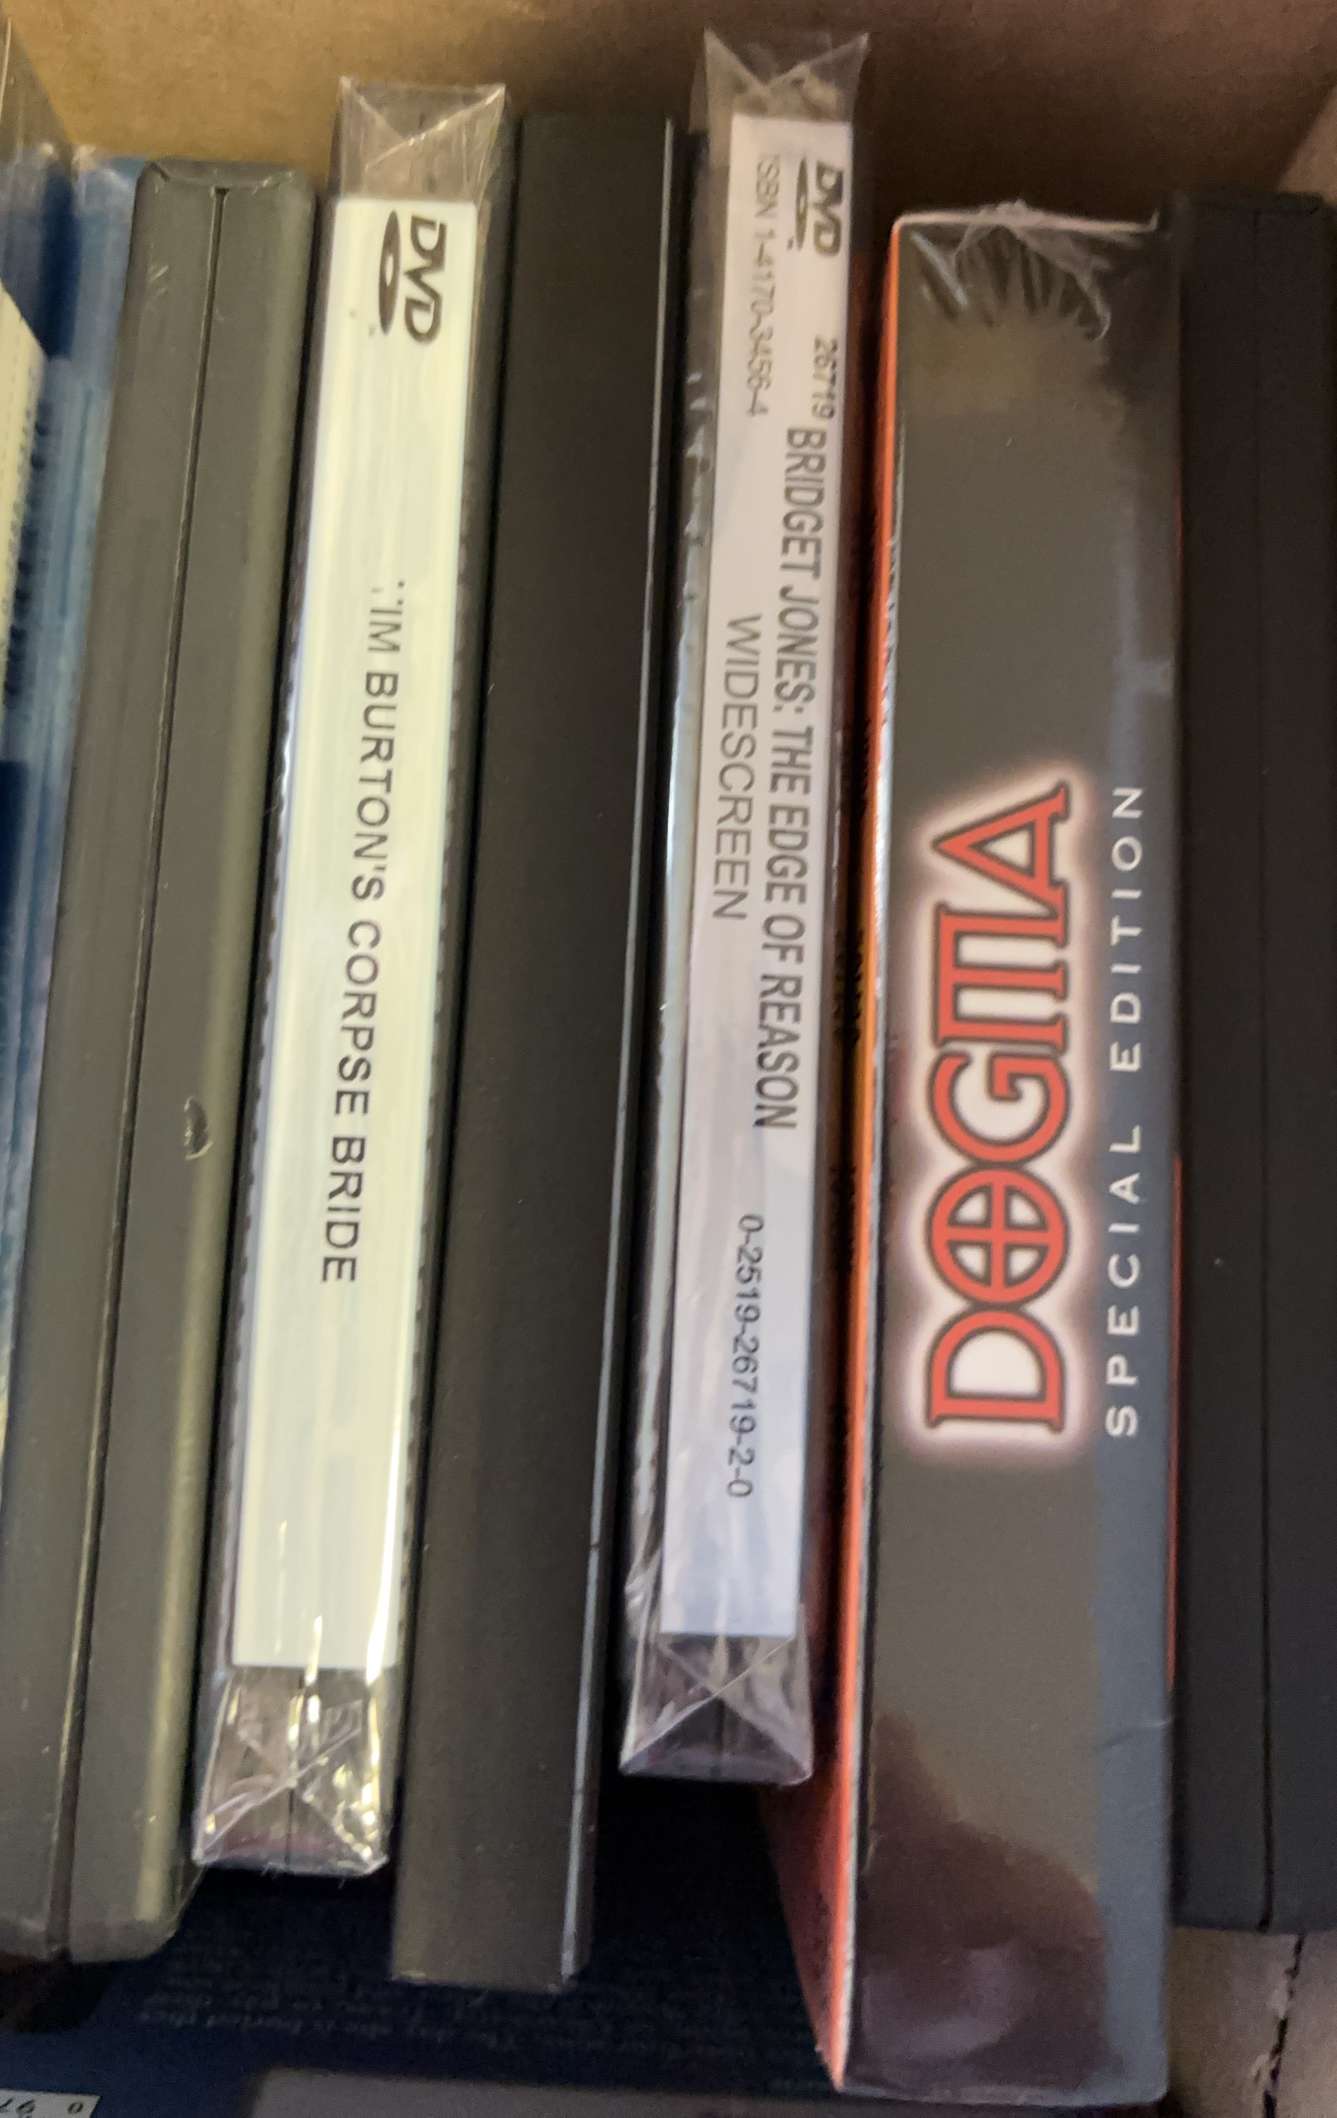 DVD
TIM BURTON'S CORPSE BRIDE
DVD
26719 BRIDGET JONES: THE EDGE OF REASON
ISBN 1-4170-3456-4
WIDESCREEN
0-2519-26719-2-0
DOGMA
SPECIAL EDITION